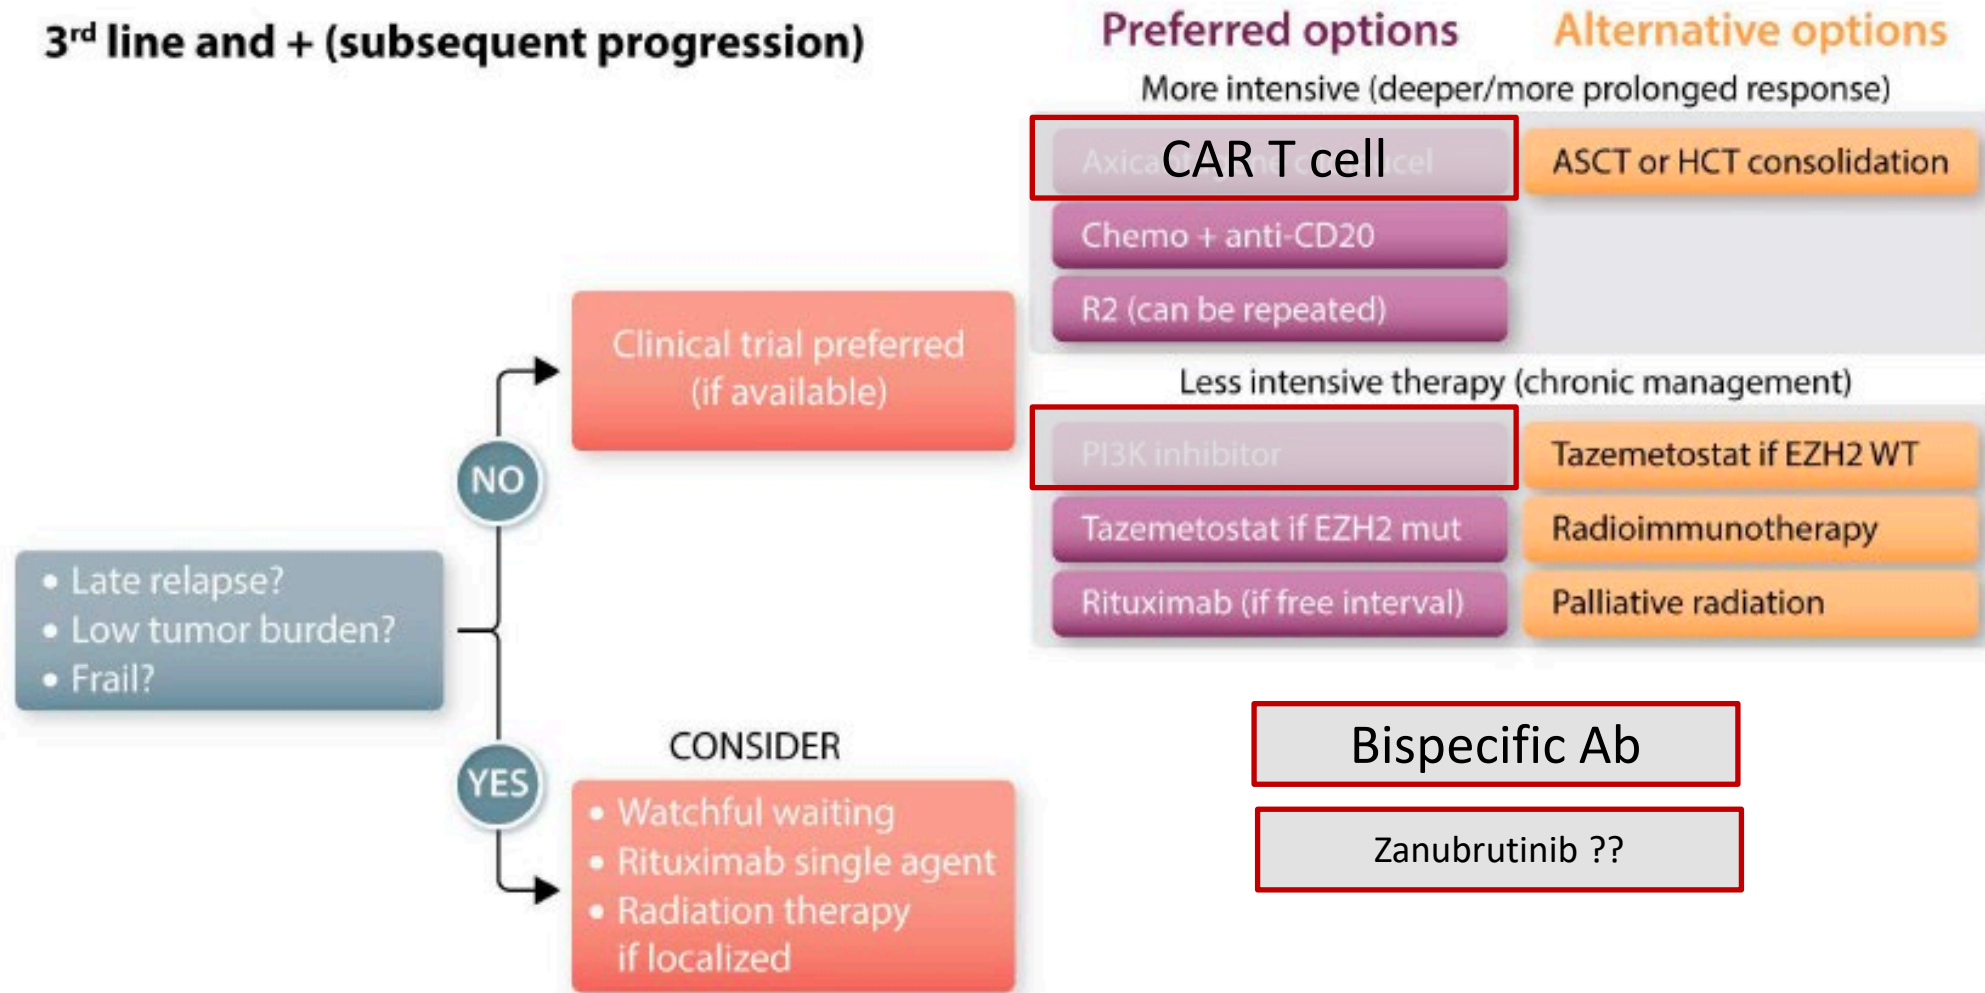 3rd line and + (subsequent progression)
Preferred options
Alternative options
More intensive (deeper/more prolonged response)
CAR T cell
ASCT or HCT consolidation
Chemo + anti-CD20
R2 (can be repeated)
Less intensive therapy (chronic management)
PI3K inhibitor
Tazemetostat if EZH2 WT
Tazemetostat if EZH2 mut
Radioimmunotherapy
Rituximab (if free interval)
Palliative radiation
Clinical trial preferred
(if available)
NO
• Late relapse?
• Low tumor burden?
• Frail?
YES
CONSIDER
• Watchful waiting
• Rituximab single agent
• Radiation therapy
if localized
Bispecific Ab
Zanubrutinib ??